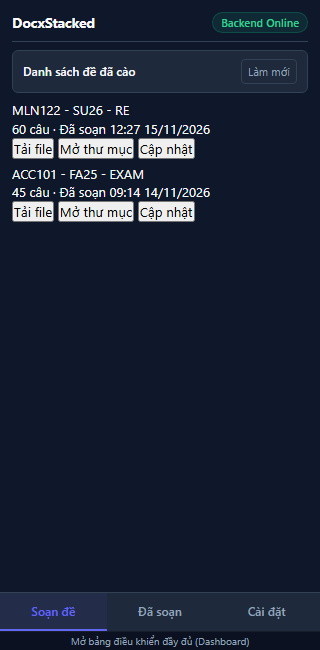 DocxStacked
Backend Online
Danh sách đề đã cào
Làm mới
MLN122 - SU26 - RE
60 câu · Đã soạn 12:27 15/11/2026
Tải file Mở thư mục Cập nhật
ACC101 - FA25 - EXAM
45 câu · Đã soạn 09:14 14/11/2026
Tải file Mở thư mục Cập nhật
Soạn đề Đã soạn Cài đặt
Mở bảng điều khiển đầy đủ (Dashboard)